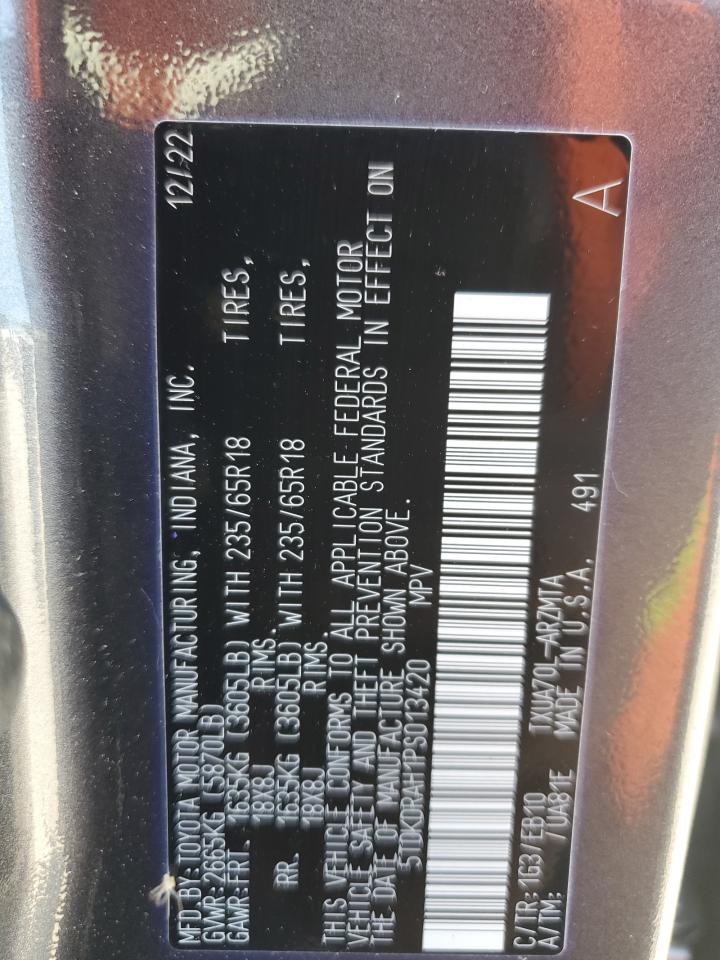 MFD BY: TOYOTA MOTOR MANUFACTURING, INDIANA, INC. 12/22
GVWR: 2665KG (5870LB)
GAWR: FRT. 1635KG (3605LB) WITH 235/65R18 TIRES,
18X8J RIMS.
RR. 1635KG (3605LB) WITH 235/65R18 TIRES,
18X8J RIMS.
THIS VEHICLE CONFORMS TO ALL APPLICABLE FEDERAL MOTOR
VEHICLE SAFETY AND THEFT PREVENTION STANDARDS IN EFFECT ON
THE DATE OF MANUFACTURE SHOWN ABOVE.
5TDKDRAH1PS013420 MPV
C/TR: 1G3/EB10 TXUA70L-ARZMTA
A/TM: /UA81E MADE IN U.S.A. 491 A